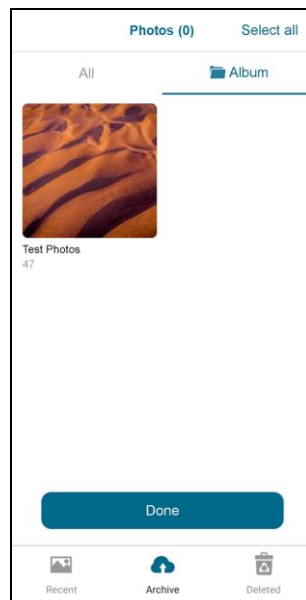 Photos (0) Select all
All Album
Test Photos
47
Done
Recent Archive Deleted